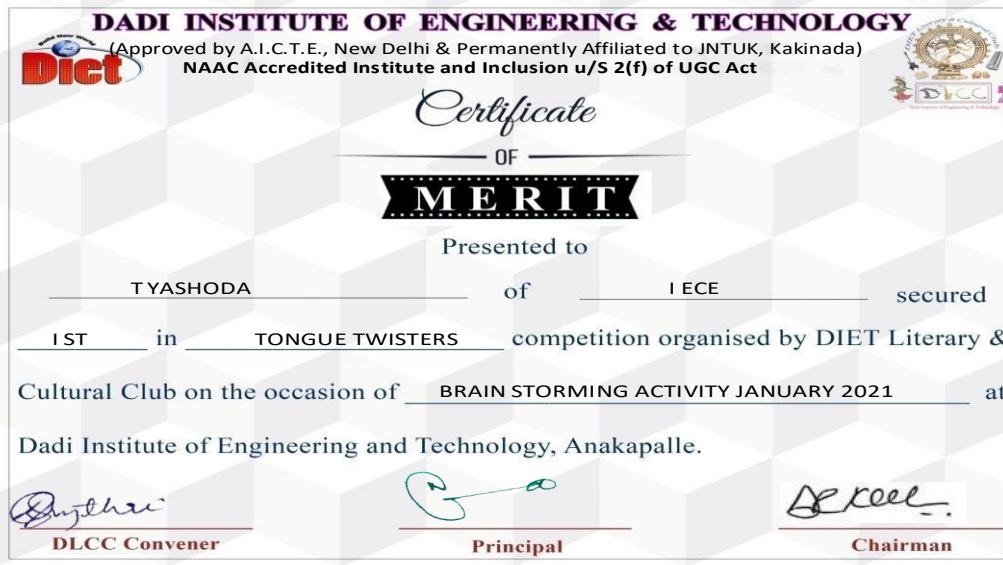 DADI INSTITUTE OF ENGINEERING & TECHNOLOGY
(Approved by A.I.C.T.E., New Delhi & Permanently Affiliated to JNTUK, Kakinada)
NAAC Accredited Institute and Inclusion u/S 2(f) of UGC Act
Diet
DLCC
Certificate
OF
MERIT
Presented to
T YASHODA of I ECE secured
I ST in TONGUE TWISTERS competition organised by DIET Literary &
Cultural Club on the occasion of BRAIN STORMING ACTIVITY JANUARY 2021 at
Dadi Institute of Engineering and Technology, Anakapalle.
DLCC Convener Principal Chairman